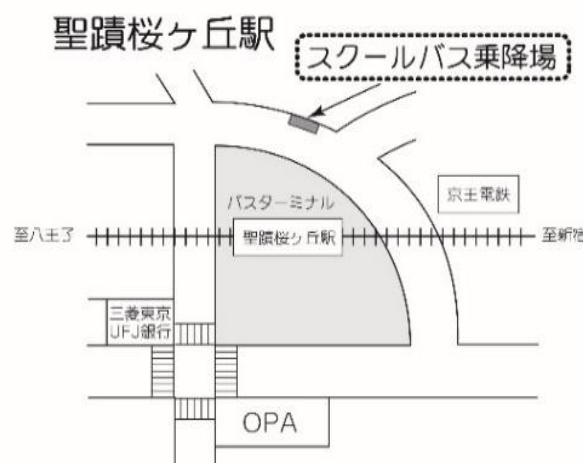 聖蹟桜ヶ丘駅
スクールバス乗降場
バスターミナル
京王電鉄
至八王子
聖蹟桜ヶ丘駅
至新宿
三菱東京
UFJ銀行
OPA